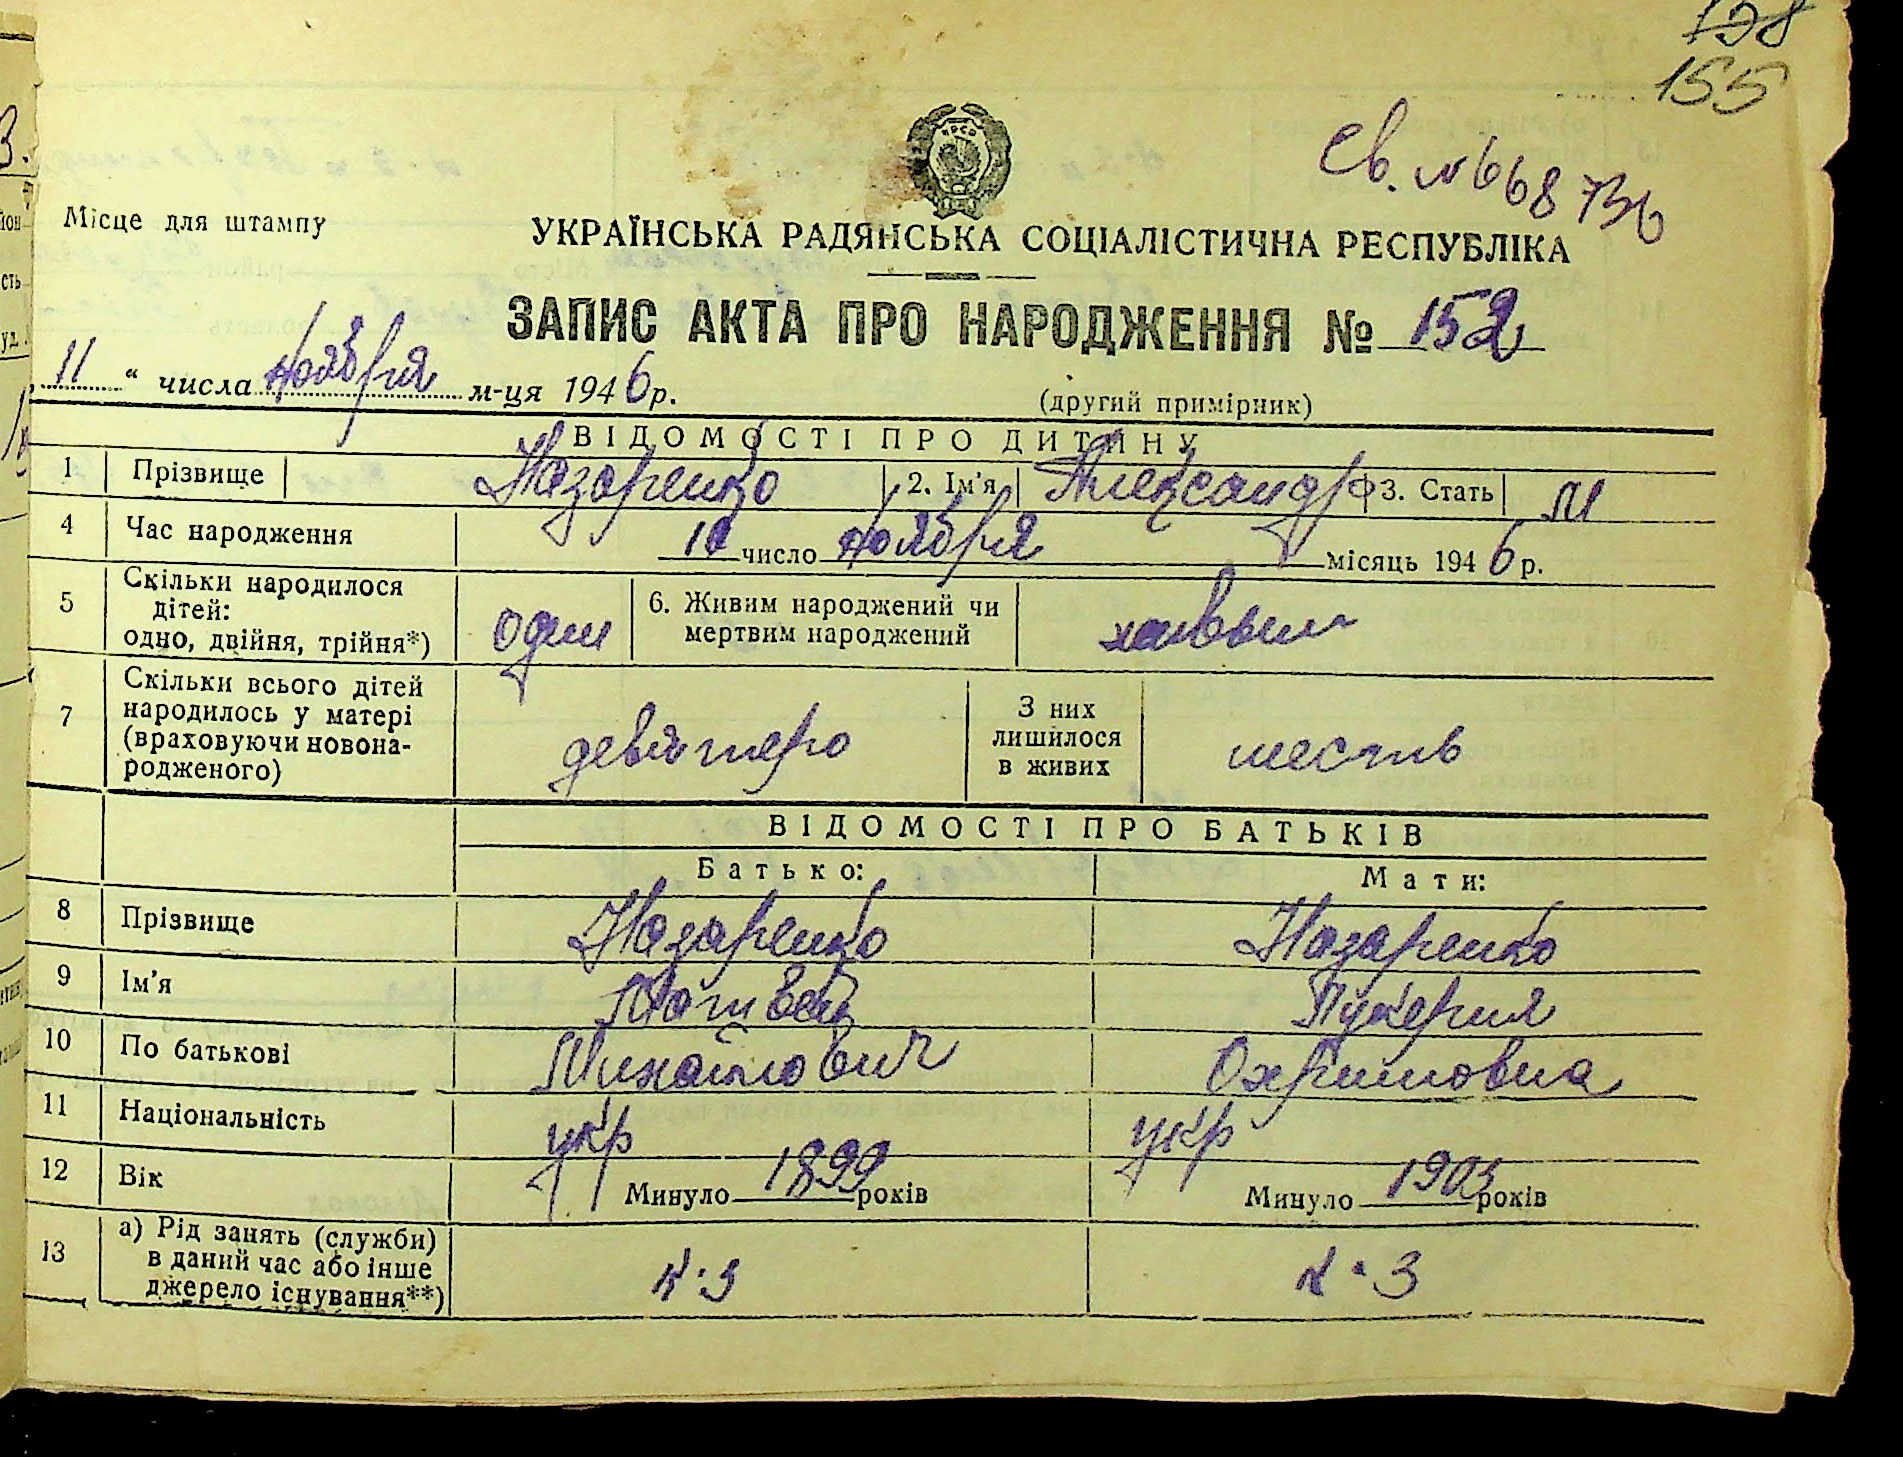 155
Св. №668736
Місце для штампу
УКРАЇНСЬКА РАДЯНСЬКА СОЦІАЛІСТИЧНА РЕСПУБЛІКА
ЗАПИС АКТА ПРО НАРОДЖЕННЯ № 152
„11" числа ноября м-ця 1946 р.
(другий примірник)
ВІДОМОСТІ ПРО ДИТИНУ
1 Прізвище Назаренко 2. Ім'я Александр 3. Стать М
4 Час народження число ноября місяць 1946 р.
5 Скільки народилося дітей: одно, двійня, трійня*) один 6. Живим народжений чи мертвим народжений живым
7 Скільки всього дітей народилось у матері (враховуючи новонародженого) девятеро З них лишилося в живих шесть
ВІДОМОСТІ ПРО БАТЬКІВ
Батько: Мати:
8 Прізвище Назаренко Назаренко
9 Ім'я Матвей Лукерия
10 По батькові Михайлович Охримовна
11 Національність укр укр
12 Вік Минуло 1899 років Минуло 1903 років
13 а) Рід занять (служби) в даний час або інше джерело існування**) к-з к-з